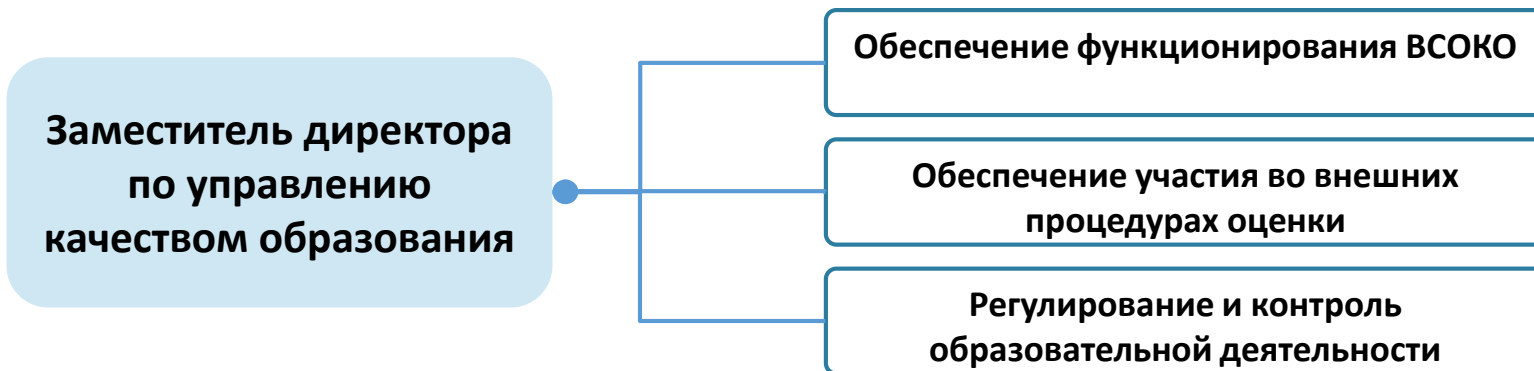 Заместитель директора
по управлению
качеством образования
Обеспечение функционирования ВСОКО
Обеспечение участия во внешних
процедурах оценки
Регулирование и контроль
образовательной деятельности